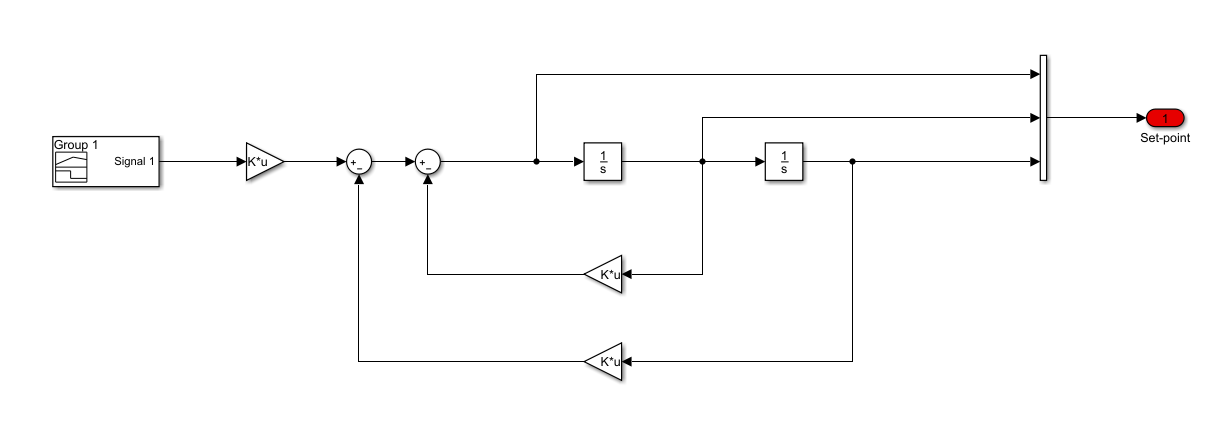 Group 1
Signal 1
K*u
+
−
+
−
1
s
1
s
1
Set-point
K*u
K*u